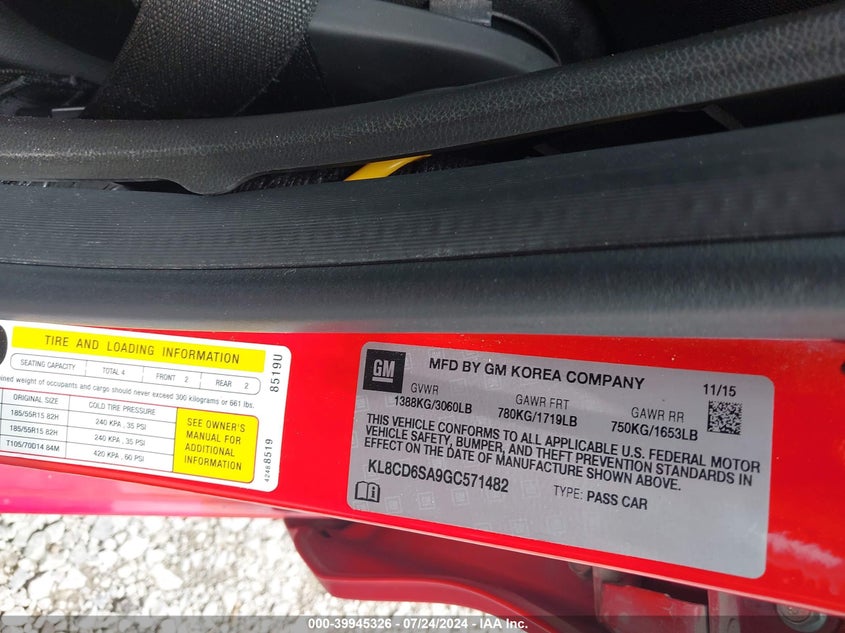 TIRE AND LOADING INFORMATION
SEATING CAPACITY TOTAL 4 FRONT 2 REAR 2
weight of occupants and cargo should never exceed 300 kilograms or 661 lbs.
ORIGINAL SIZE COLD TIRE PRESSURE
185/55R15 82H 240 KPA , 35 PSI
185/55R15 82H 240 KPA , 35 PSI
T105/70D14 84M 420 KPA , 60 PSI
SEE OWNER'S
MANUAL FOR
ADDITIONAL
INFORMATION
8519U
42488519
GM
MFD BY GM KOREA COMPANY
11/15
GVWR GAWR FRT GAWR RR
1388KG/3060LB 780KG/1719LB 750KG/1653LB
THIS VEHICLE CONFORMS TO ALL APPLICABLE U.S. FEDERAL MOTOR
VEHICLE SAFETY, BUMPER, AND THEFT PREVENTION STANDARDS IN
EFFECT ON THE DATE OF MANUFACTURE SHOWN ABOVE.
KL8CD6SA9GC571482
TYPE: PASS CAR
000-39945326 - 07/24/2024 - Copyright © 2024 IAA, Inc.